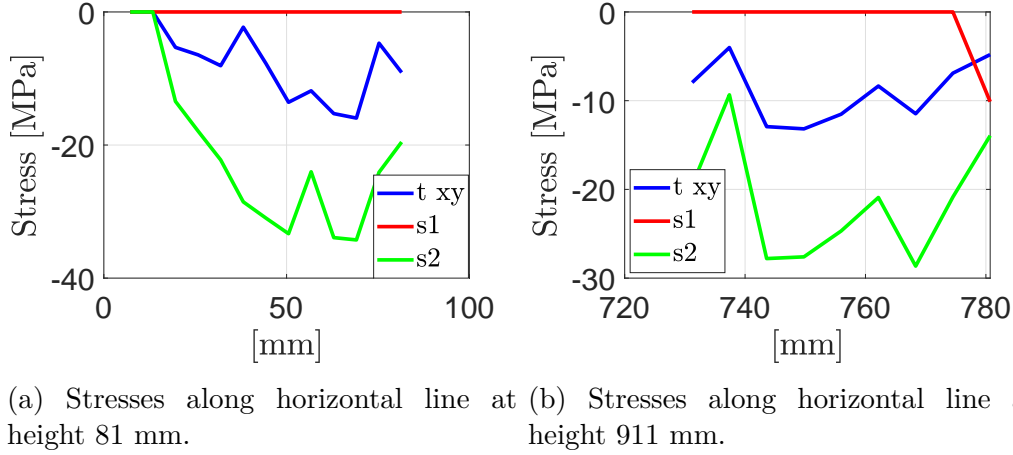 0
-20
-40
Stress [MPa]
0
50
100
[mm]
t xy
s1
s2
0
-10
-20
-30
Stress [MPa]
720
740
760
780
[mm]
t xy
s1
s2
(a) Stresses along horizontal line at
height 81 mm.
(b) Stresses along horizontal line
height 911 mm.